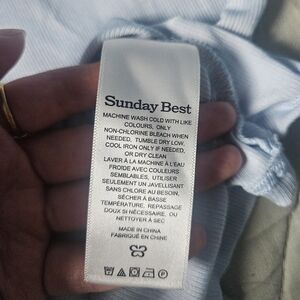 Sunday Best
MACHINE WASH COLD WITH LIKE
COLOURS, ONLY
NON-CHLORINE BLEACH WHEN
NEEDED. TUMBLE DRY LOW.
COOL IRON ONLY IF NEEDED,
OR DRY CLEAN
LAVER À LA MACHINE À L'EAU
FROIDE AVEC COULEURS
SEMBLABLES, UTILISER
SEULEMENT UN JAVELLISANT
SANS CHLORE AU BESOIN,
SÉCHER À BASSE
TEMPÉRATURE, REPASSAGE
DOUX SI NÉCESSAIRE, OU
NETTOYER À SEC
MADE IN CHINA
FABRIQUÉ EN CHINE